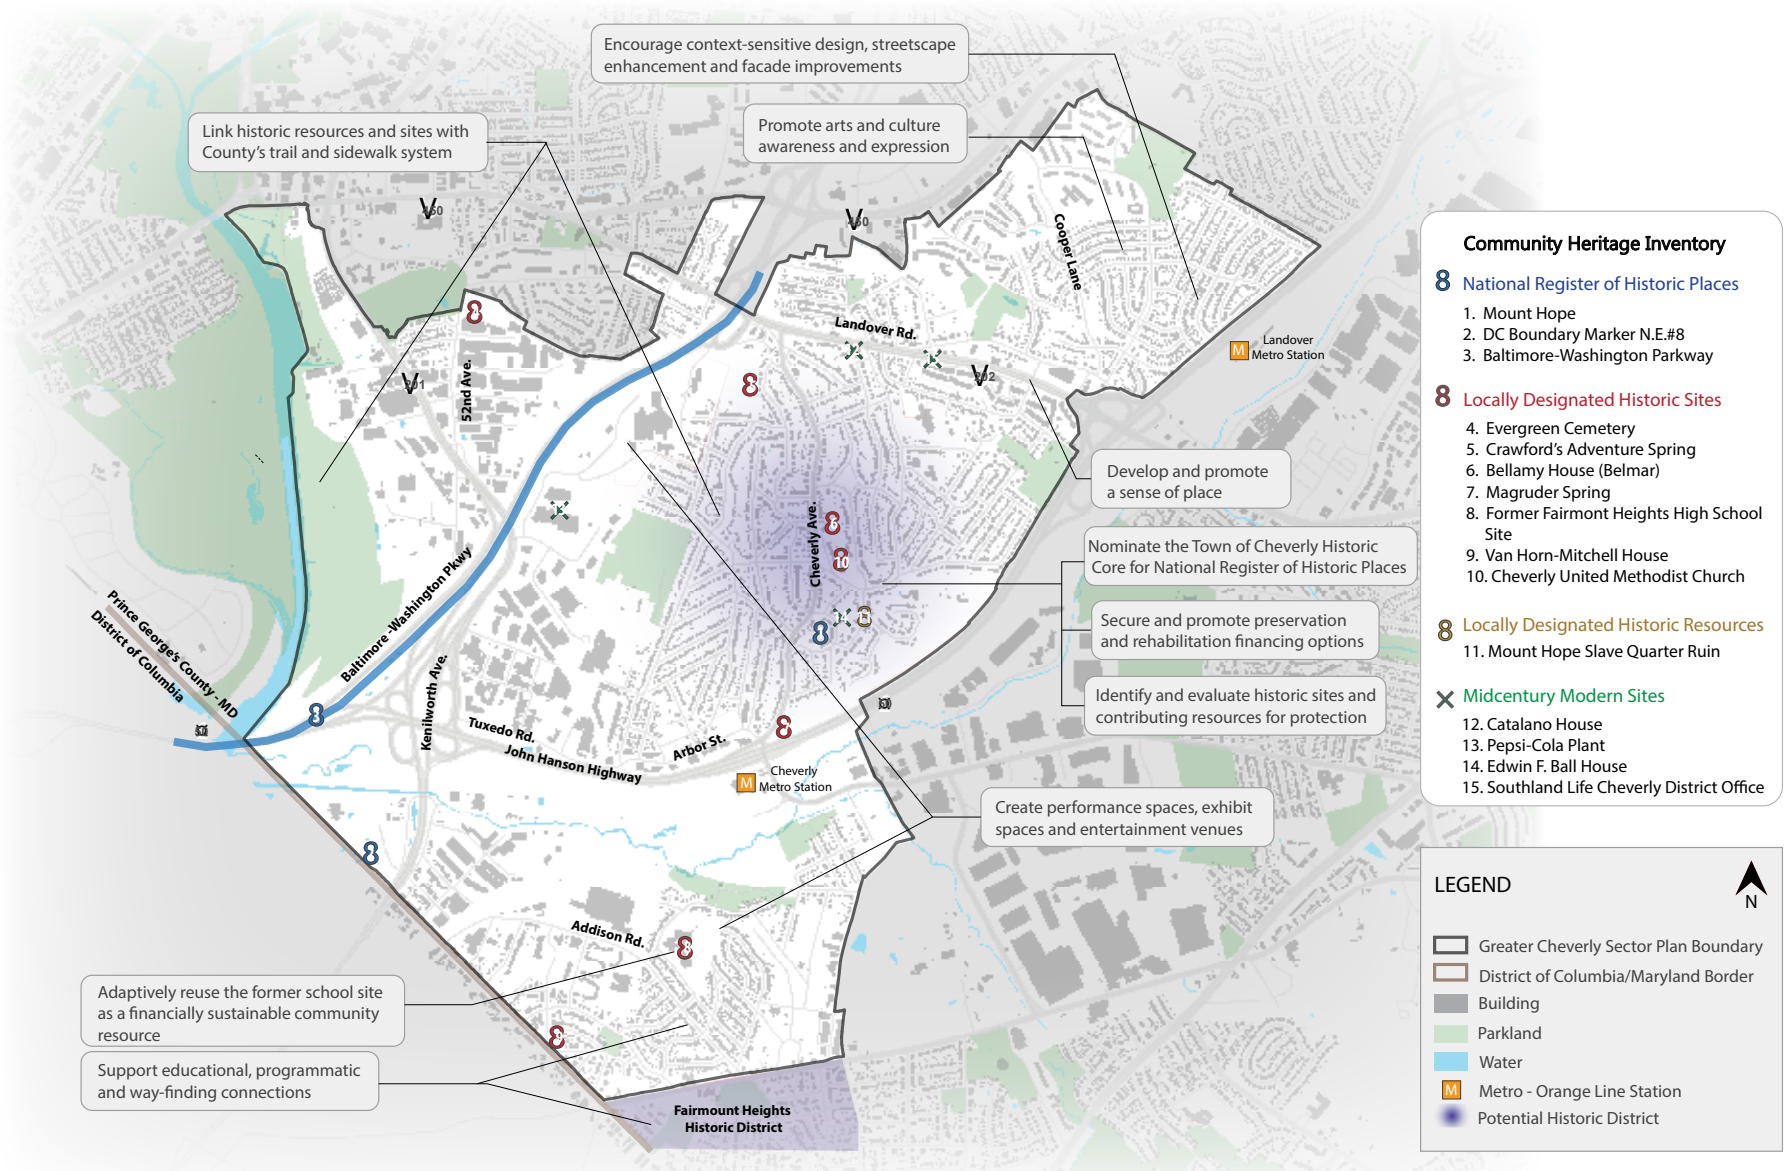 Encourage context-sensitive design, streetscape
enhancement and facade improvements
Link historic resources and sites with
County's trail and sidewalk system
Promote arts and culture
awareness and expression
450
450
Cooper Lane
Landover Rd.
Landover
Metro Station
M
201
202
52nd Ave.
Develop and promote
a sense of place
Cheverly Ave.
6
10
14
Nominate the Town of Cheverly Historic
Core for National Register of Historic Places
Secure and promote preservation
and rehabilitation financing options
Identify and evaluate historic sites and
contributing resources for protection
Prince George's County - MD
District of Columbia
Baltimore -Washington Pkwy
3
Kenilworth Ave.
Tuxedo Rd.
John Hanson Highway
Arbor St.
M
Cheverly
Metro Station
Create performance spaces, exhibit
spaces and entertainment venues
Addison Rd.
Adaptively reuse the former school site
as a financially sustainable community
resource
Support educational, programmatic
and way-finding connections
Fairmount Heights
Historic District
Community Heritage Inventory
8 National Register of Historic Places
1. Mount Hope
2. DC Boundary Marker N.E.#8
3. Baltimore-Washington Parkway
8 Locally Designated Historic Sites
4. Evergreen Cemetery
5. Crawford's Adventure Spring
6. Bellamy House (Belmar)
7. Magruder Spring
8. Former Fairmont Heights High School
Site
9. Van Horn-Mitchell House
10. Cheverly United Methodist Church
8 Locally Designated Historic Resources
11. Mount Hope Slave Quarter Ruin
Midcentury Modern Sites
12. Catalano House
13. Pepsi-Cola Plant
14. Edwin F. Ball House
15. Southland Life Cheverly District Office
LEGEND
N
Greater Cheverly Sector Plan Boundary
District of Columbia/Maryland Border
Building
Parkland
Water
M Metro - Orange Line Station
Potential Historic District